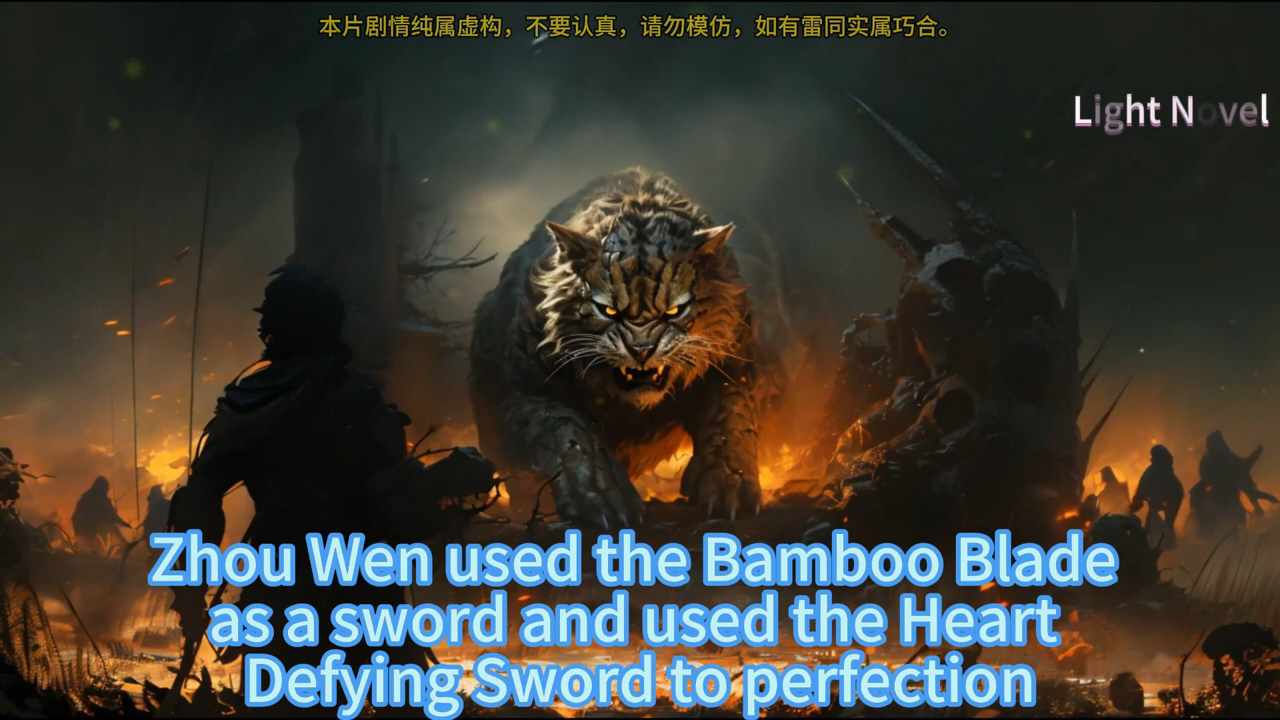 本片剧情纯属虚构，不要认真，请勿模仿，如有雷同实属巧合。
Light Novel
Zhou Wen used the Bamboo Blade
as a sword and used the Heart
Defying Sword to perfection